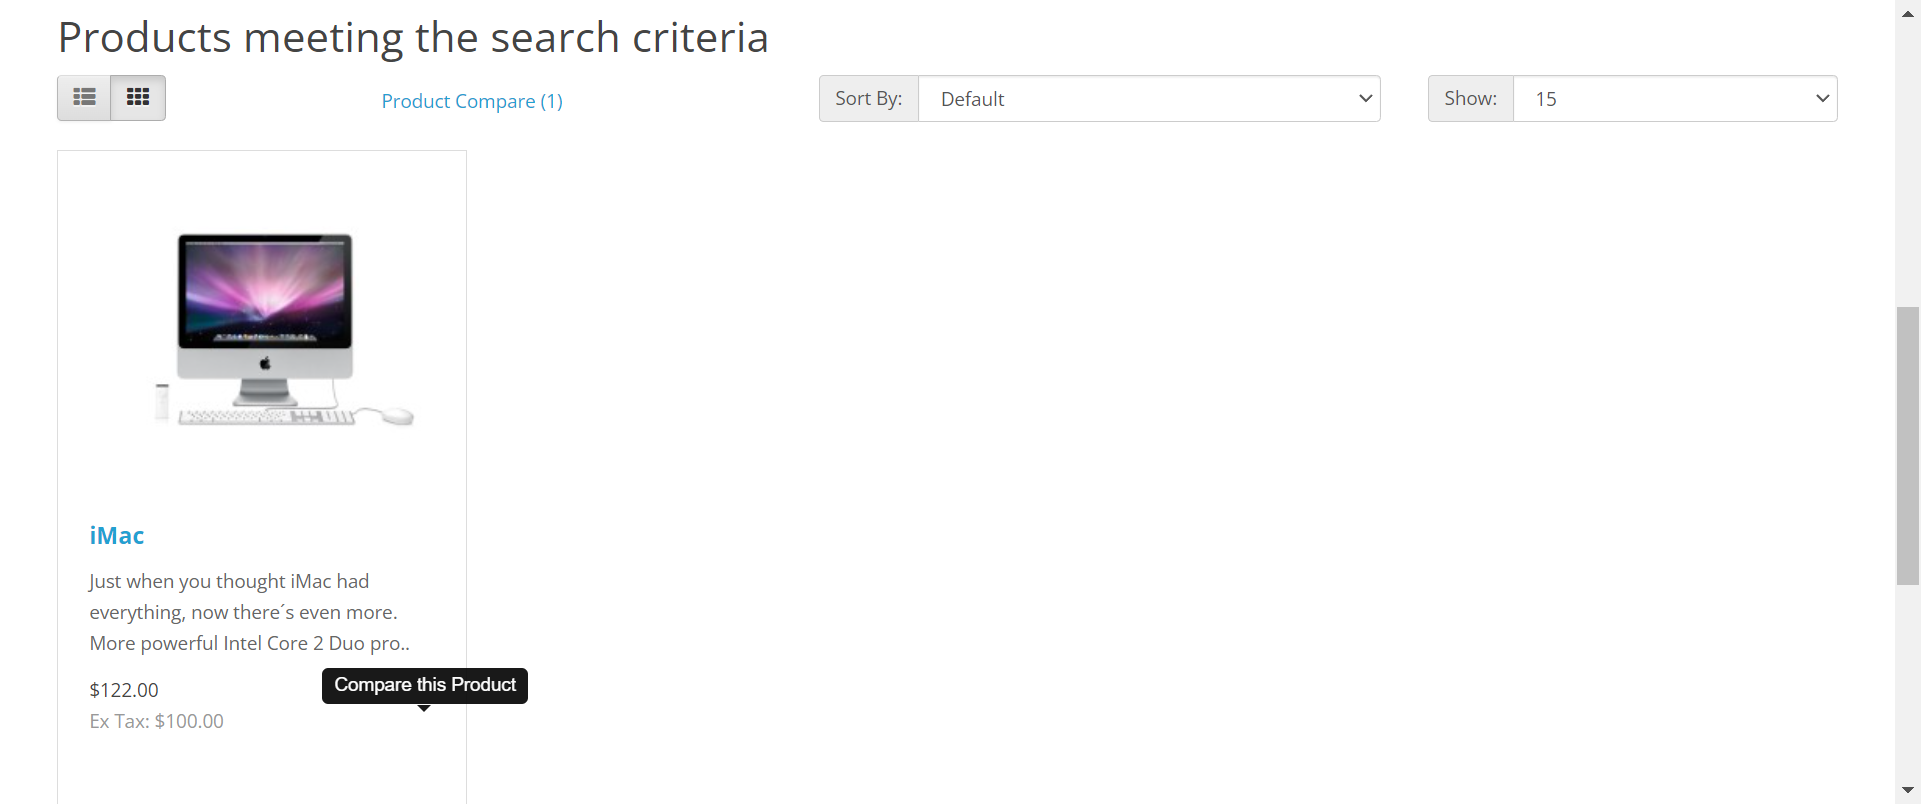 Products meeting the search criteria
Product Compare (1)
Sort By:
Default
Show:
15
iMac
Just when you thought iMac had
everything, now there´s even more.
More powerful Intel Core 2 Duo pro..
Compare this Product
$122.00
Ex Tax: $100.00